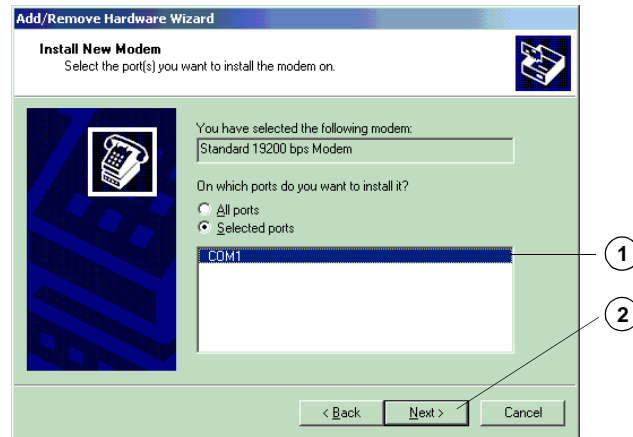 Add/Remove Hardware Wizard
Install New Modem
Select the port(s) you want to install the modem on.
You have selected the following modem:
Standard 19200 bps Modem
On which ports do you want to install it?
All ports
Selected ports
COM1
1
2
< Back
Next >
Cancel